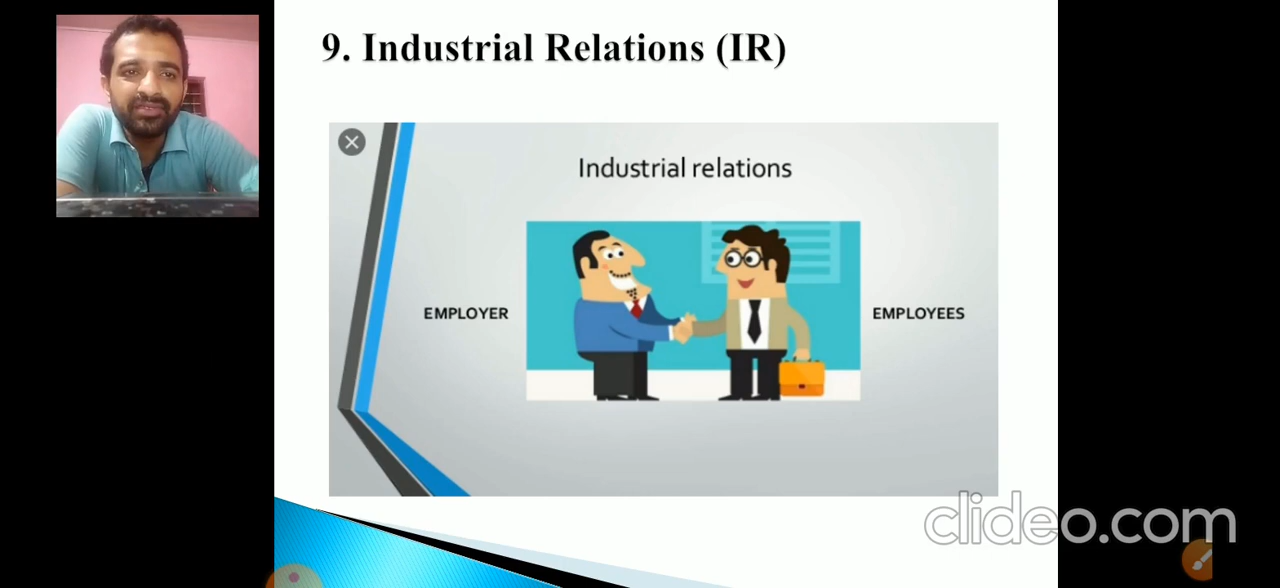 9. Industrial Relations (IR)
Industrial relations
EMPLOYER
EMPLOYEES
clideo.com